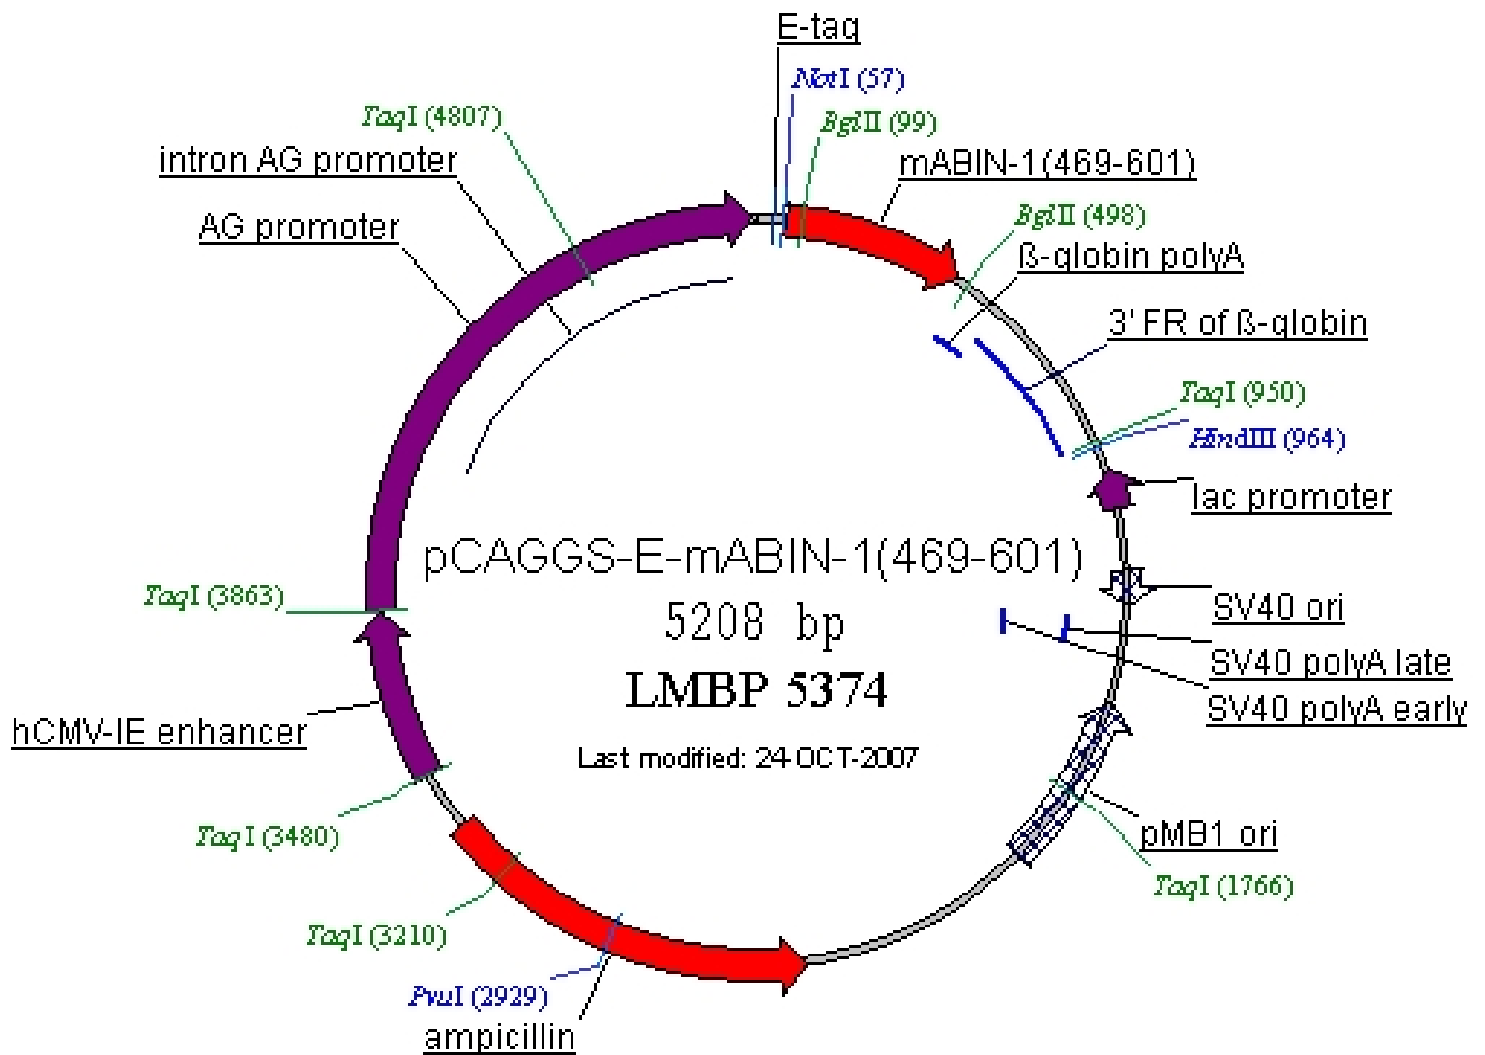 E-tag
NotI (57)
TaqI (4807)
BglII (99)
intron AG promoter
mABIN-1(469-601)
AG promoter
BglII (498)
ß-globin polyA
3' FR of ß-globin
TaqI (950)
HindIII (964)
lac promoter
pCAGGS-E-mABIN-1(469-601)
TaqI (3863)
SV40 ori
5208 bp
SV40 polyA late
LMBP 5374
SV40 polyA early
hCMV-IE enhancer
Last modified: 24-OCT-2007
TaqI (3480)
pMB1 ori
TaqI (1766)
TaqI (3210)
PvuI (2929)
ampicillin